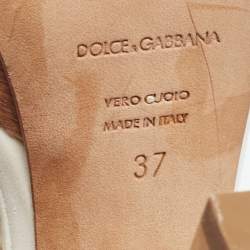 DOLCE & GABBANA
VERO CUOIO
MADE IN ITALY
37